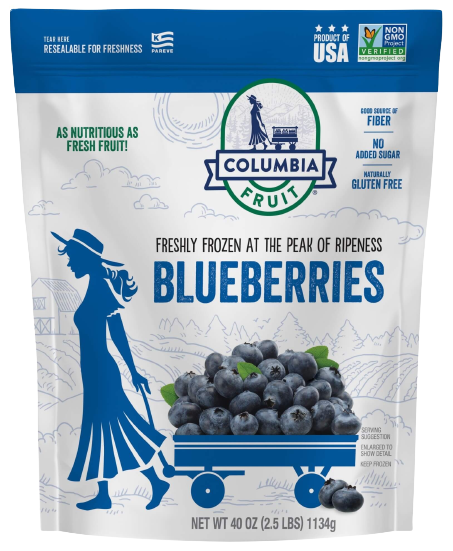 TEAR HERE
RESEALABLE FOR FRESHNESS
K
PAREVE
PRODUCT OF
USA
NON
GMO
Project
VERIFIED
nongmoproject.org
AS NUTRITIOUS AS
FRESH FRUIT!
COLUMBIA
FRUIT®
GOOD SOURCE OF
FIBER
NO
ADDED SUGAR
NATURALLY
GLUTEN FREE
FRESHLY FROZEN AT THE PEAK OF RIPENESS
BLUEBERRIES
SERVING
SUGGESTION
ENLARGED TO
SHOW DETAIL
KEEP FROZEN
NET WT 40 OZ (2.5 LBS) 1134g